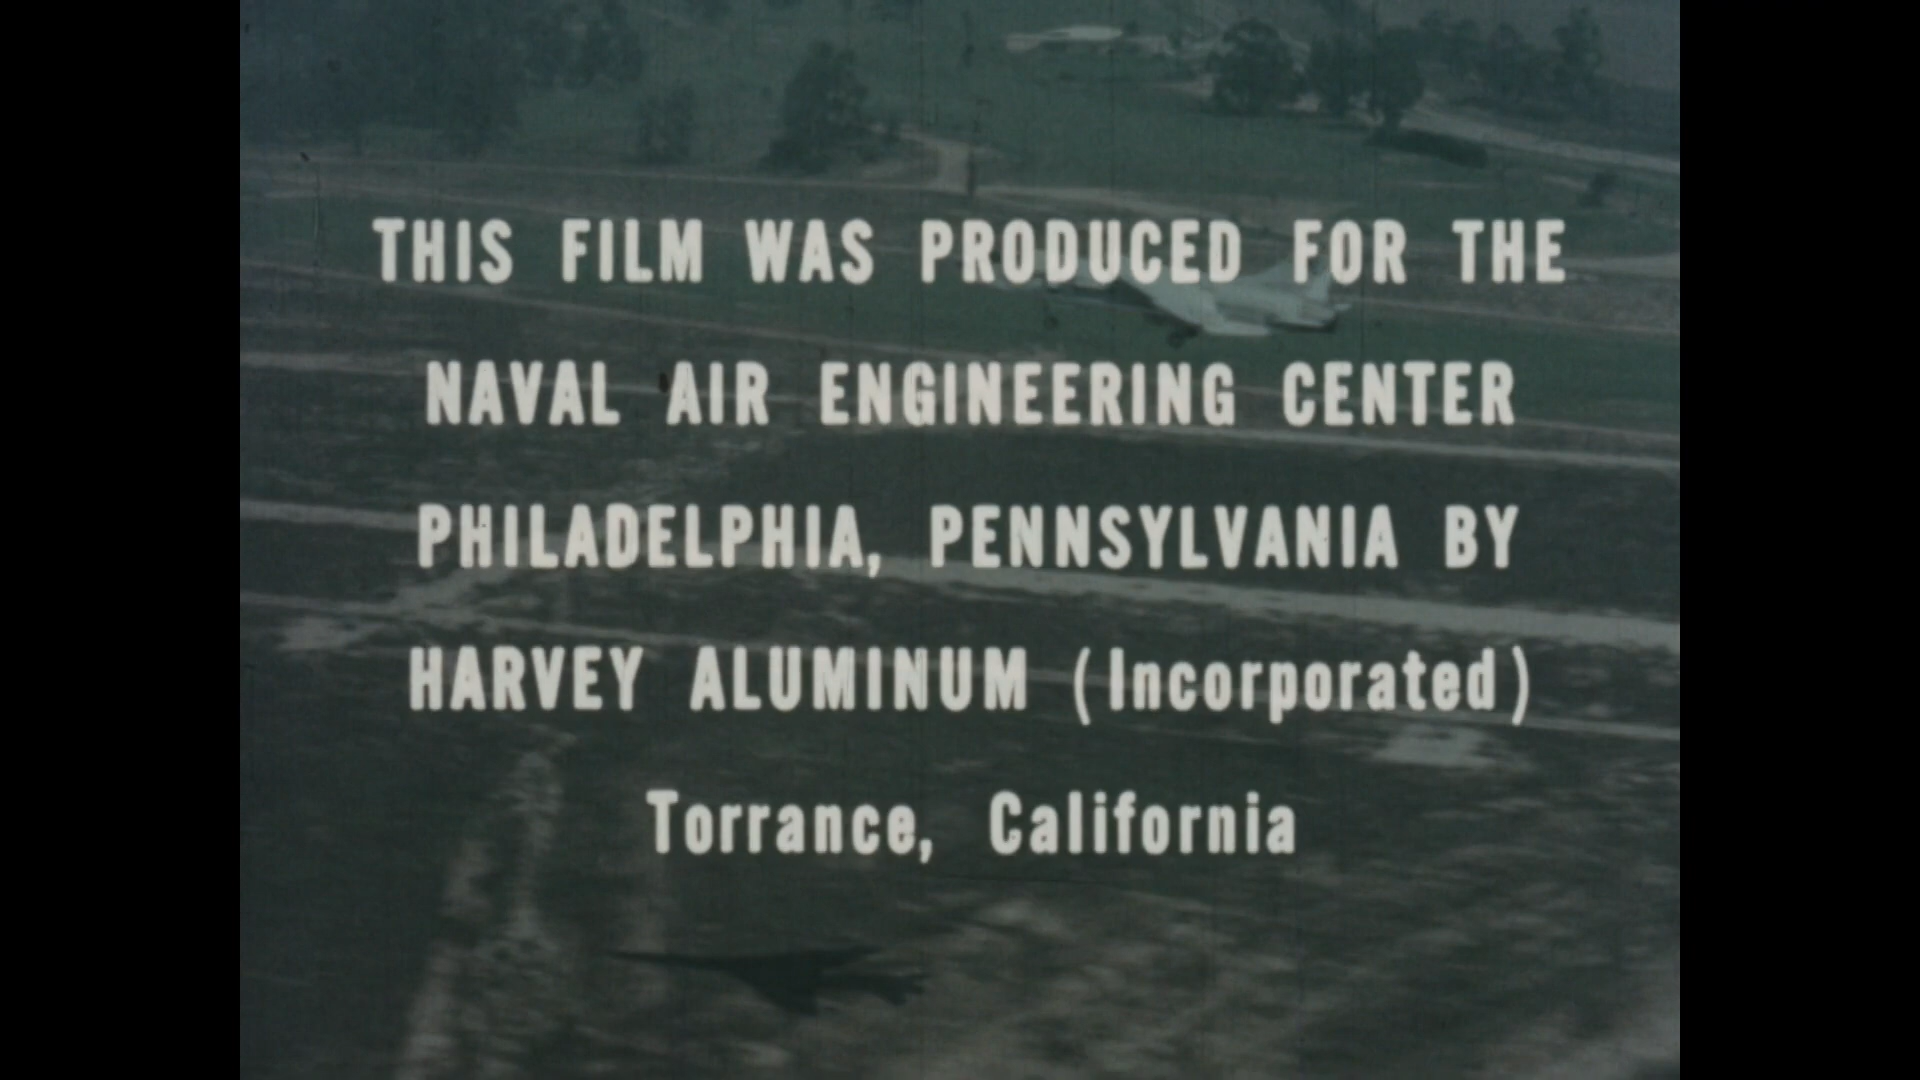 THIS FILM WAS PRODUCED FOR THE
NAVAL AIR ENGINEERING CENTER
PHILADELPHIA, PENNSYLVANIA BY
HARVEY ALUMINUM (Incorporated)
Torrance, California